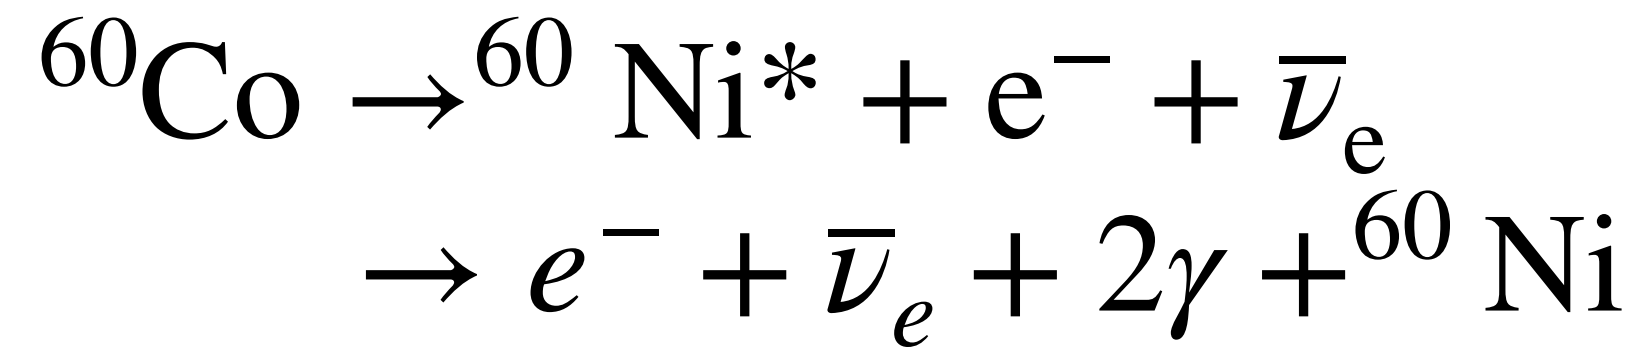 ⁶⁰Co →⁶⁰ Ni* + e⁻ + ν̅ₑ
→ e⁻ + ν̅ₑ + 2γ +⁶⁰ Ni